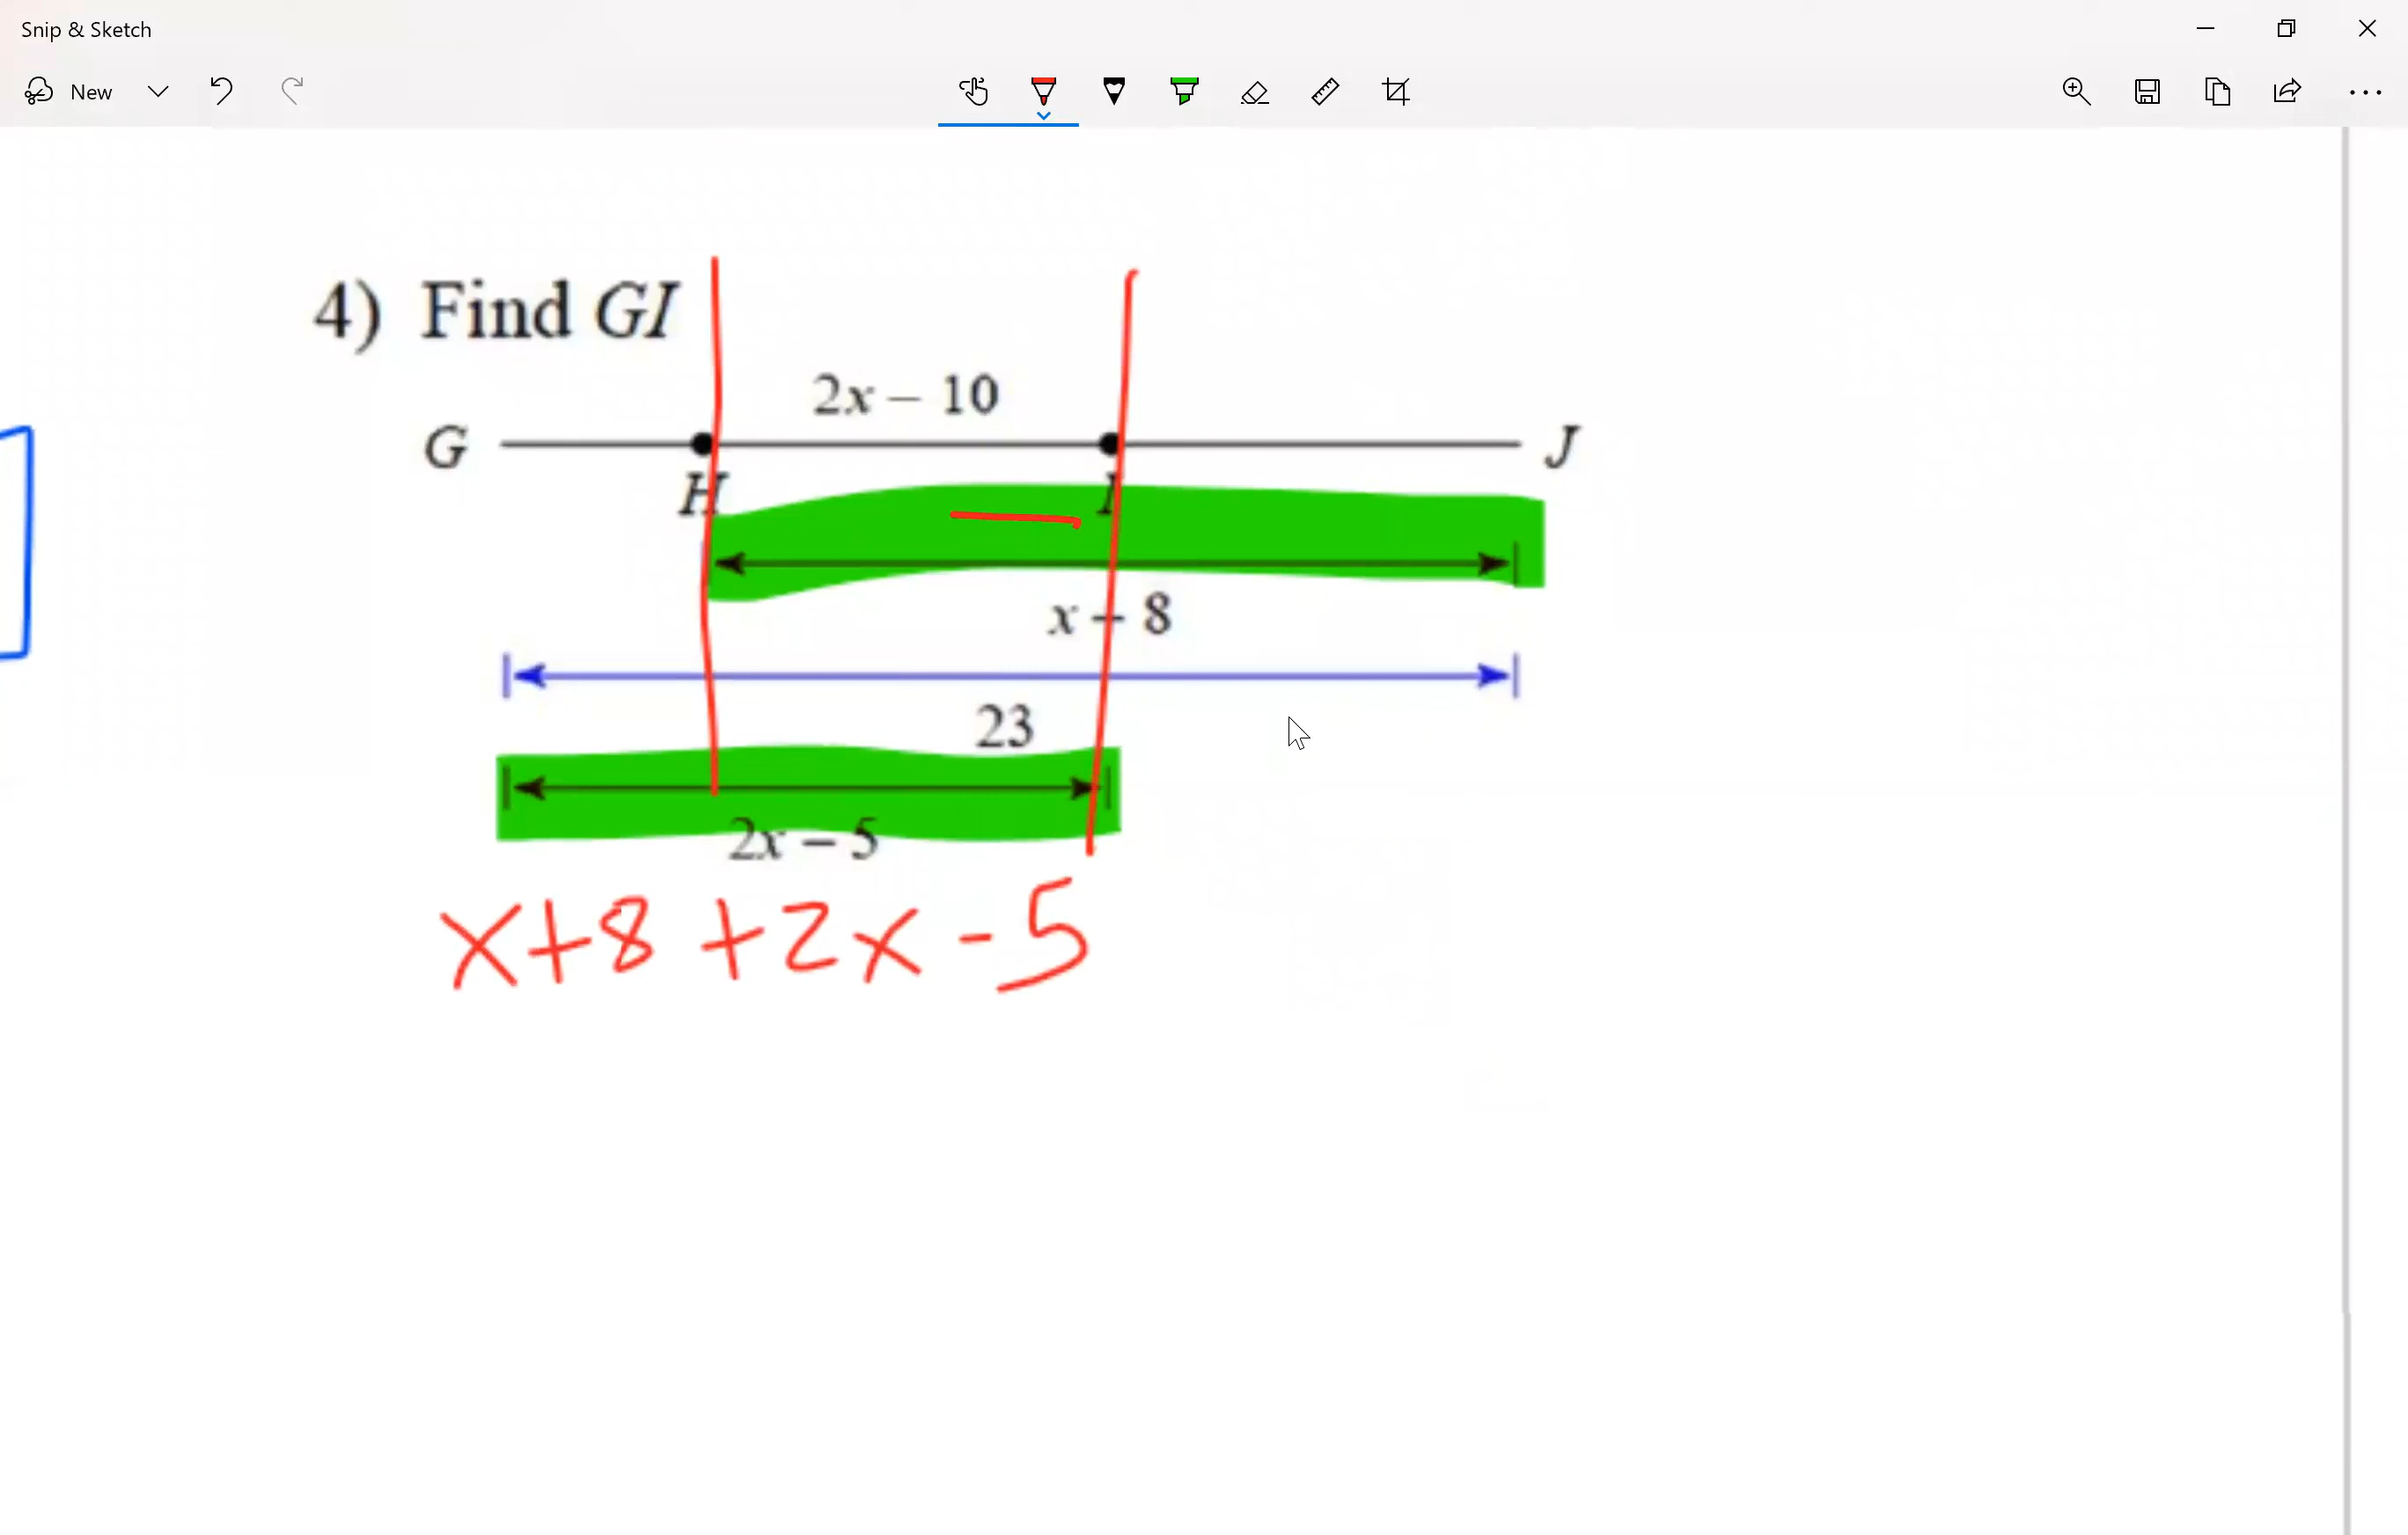 Snip & Sketch
New
4) Find GI
2x – 10
G
J
H
I
x + 8
23
2x – 5
x+8 +2x -5